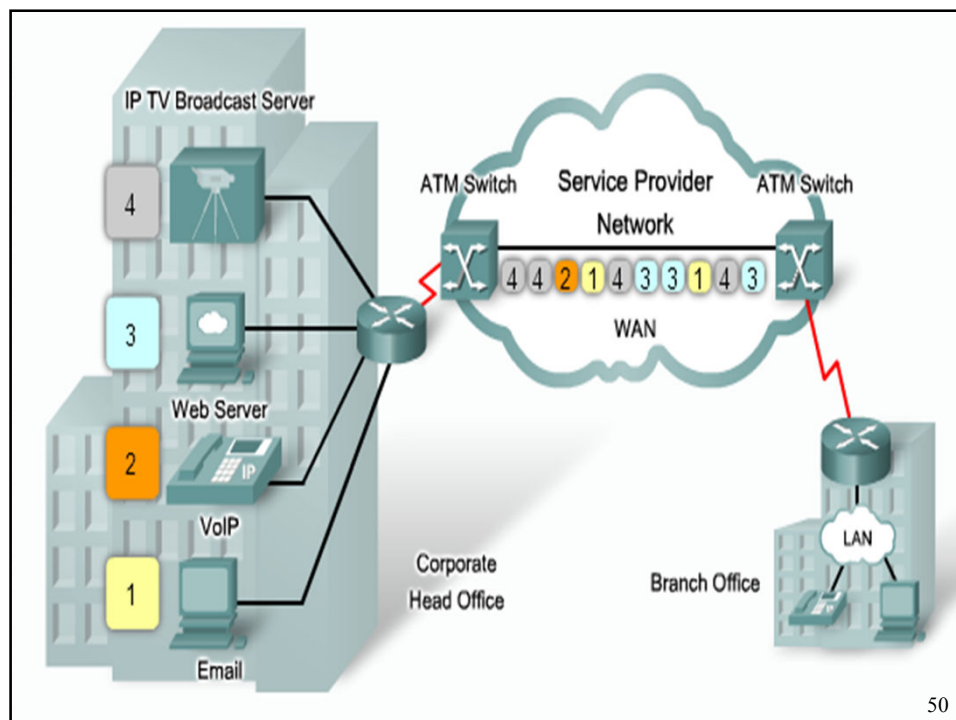 IP TV Broadcast Server
4
3
Web Server
2
IP
VoIP
1
Email
Corporate
Head Office
ATM Switch
Service Provider
Network
ATM Switch
4 4 2 1 4 3 3 1 4 3
WAN
LAN
Branch Office
IP
50